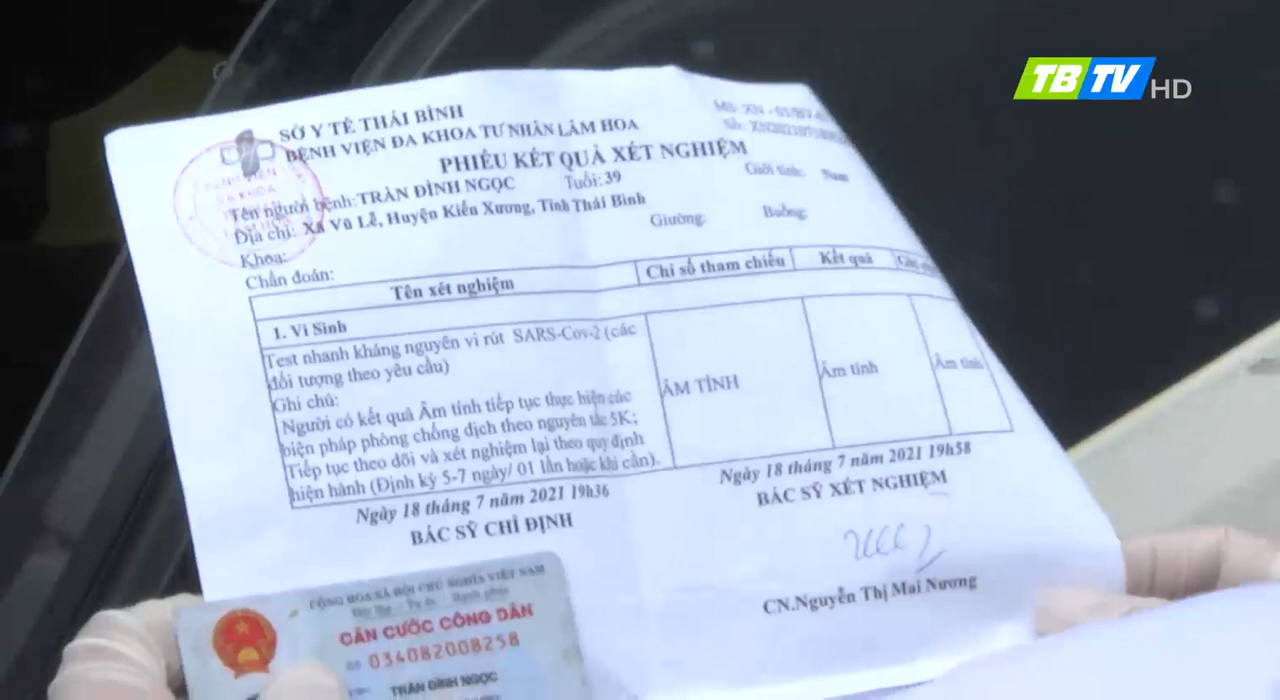 TBTV HD
SỞ Y TẾ THÁI BÌNH
BỆNH VIỆN ĐA KHOA TƯ NHÂN LÂM HOA
PHIẾU KẾT QUẢ XÉT NGHIỆM
Tên người bệnh: TRẦN ĐÌNH NGỌC Tuổi: 39 Giới tính: Nam
Địa chỉ: Xã Vũ Lễ, Huyện Kiến Xương, Tỉnh Thái Bình
Khoa: Giường: Buồng:
Chẩn đoán:
Tên xét nghiệm Chỉ số tham chiếu Kết quả
1. Vi Sinh
Test nhanh kháng nguyên vi rút SARS-Cov-2 (các
đối tượng theo yêu cầu)
ÂM TÍNH Âm tính Âm tính
Ghi chú:
Người có kết quả Âm tính tiếp tục thực hiện các
biện pháp phòng chống dịch theo nguyên tắc 5K;
Tiếp tục theo dõi và xét nghiệm lại theo quy định
hiện hành (Định kỳ 5-7 ngày/ 01 lần hoặc khi cần).
Ngày 18 tháng 7 năm 2021 19h36
BÁC SỸ CHỈ ĐỊNH
Ngày 18 tháng 7 năm 2021 19h58
BÁC SỸ XÉT NGHIỆM
CN.Nguyễn Thị Mai Nương
CỘNG HÒA XÃ HỘI CHỦ NGHĨA VIỆT NAM
CĂN CƯỚC CÔNG DÂN
034082008258
TRẦN ĐÌNH NGỌC